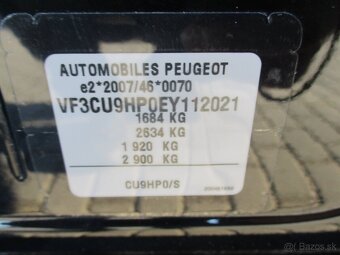 AUTOMOBILES PEUGEOT
e2*2007/46*0070
VF3CU9HP0EY112021
1684 KG
2634 KG
1 920 KG
2 900 KG
CU9HP0/S
Bazos.sk